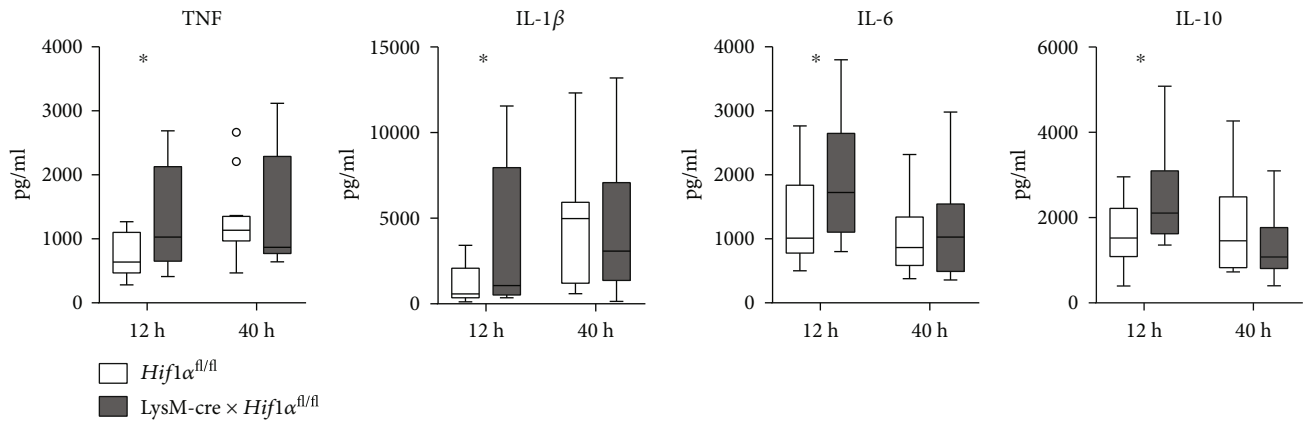 TNF
4000
3000
2000
1000
0
pg/ml
*
12 h
40 h
IL-1β
15000
10000
5000
0
pg/ml
*
12 h
40 h
IL-6
4000
3000
2000
1000
0
pg/ml
*
12 h
40 h
IL-10
6000
4000
2000
0
pg/ml
*
12 h
40 h
Hif1α^fl/fl
LysM-cre × Hif1α^fl/fl